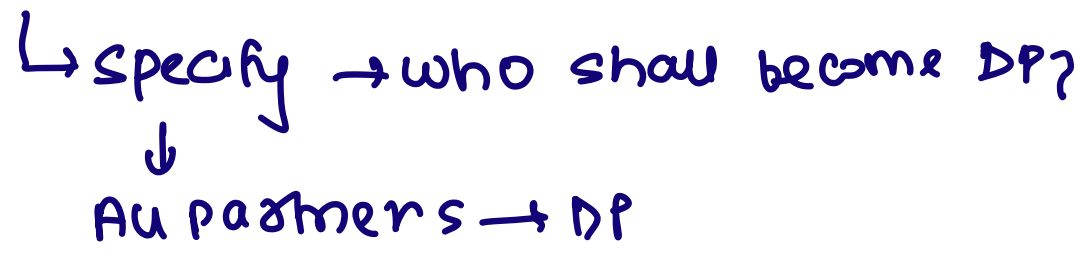 ↳ specify → who shall become DP?
↓
All partners → DP